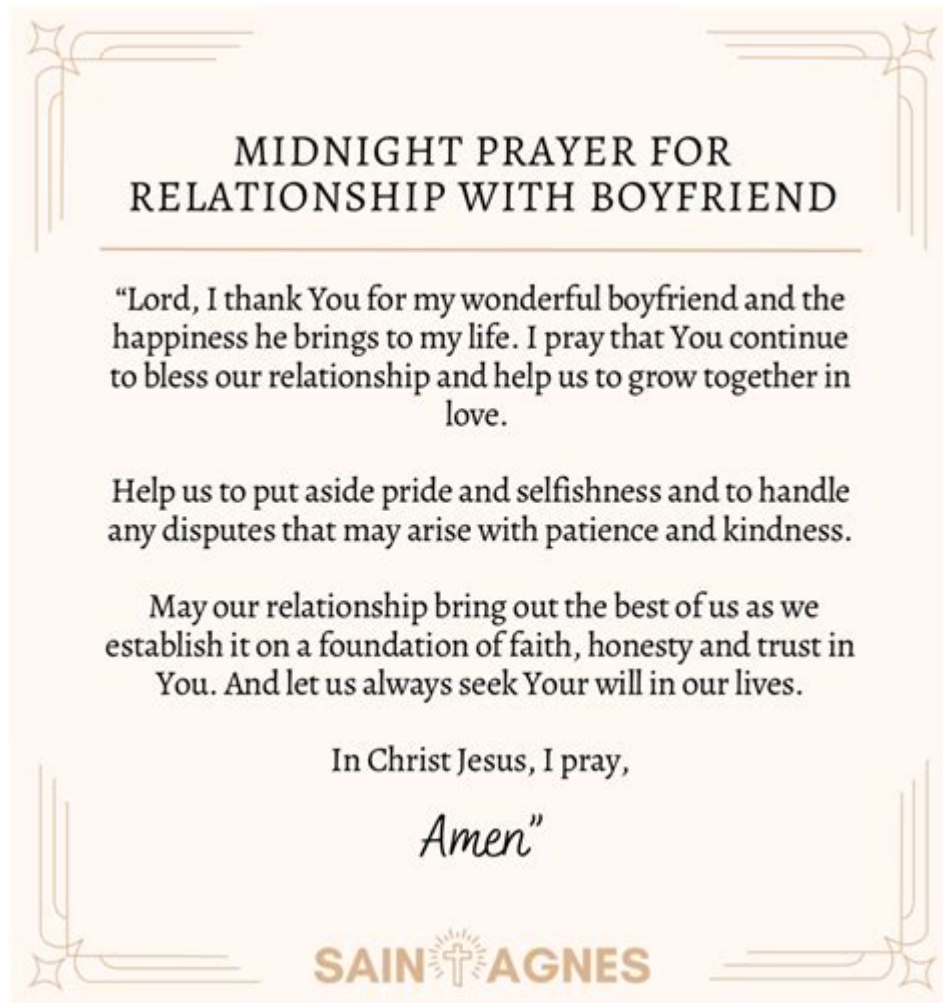 MIDNIGHT PRAYER FOR
RELATIONSHIP WITH BOYFRIEND
“Lord, I thank You for my wonderful boyfriend and the
happiness he brings to my life. I pray that You continue
to bless our relationship and help us to grow together in
love.
Help us to put aside pride and selfishness and to handle
any disputes that may arise with patience and kindness.
May our relationship bring out the best of us as we
establish it on a foundation of faith, honesty and trust in
You. And let us always seek Your will in our lives.
In Christ Jesus, I pray,
Amen”
SAINT AGNES